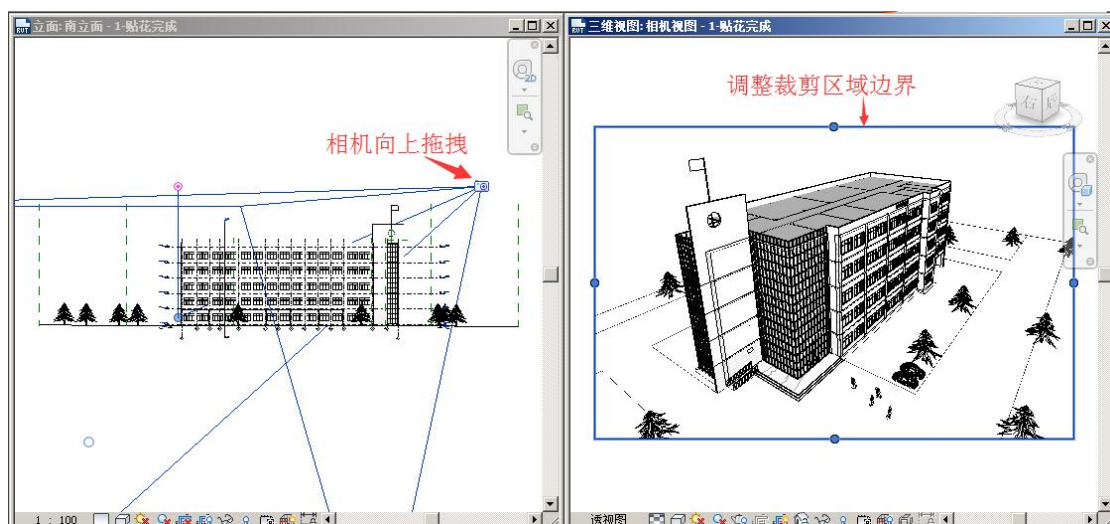 立面: 南立面 - 1-贴花完成
三维视图: 相机视图 - 1-贴花完成
2D
调整裁剪区域边界
相机向上拖拽
1 : 100
透视图